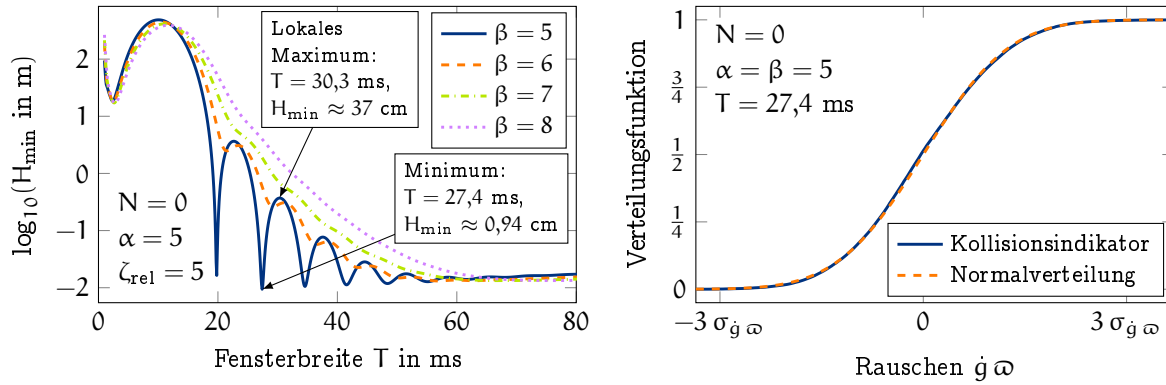 log₁₀(H_min in m)
2
1
0
−1
−2
0
20
40
60
80
Fensterbreite T in ms
N = 0
α = 5
ζ_rel = 5
Lokales
Maximum:
T = 30,3 ms,
H_min ≈ 37 cm
β = 5
β = 6
β = 7
β = 8
Minimum:
T = 27,4 ms,
H_min ≈ 0,94 cm
Verteilungsfunktion
1
3/4
1/2
1/4
0
−3 σ_ġ ϖ
0
3 σ_ġ ϖ
Rauschen ġ ϖ
N = 0
α = β = 5
T = 27,4 ms
Kollisionsindikator
Normalverteilung